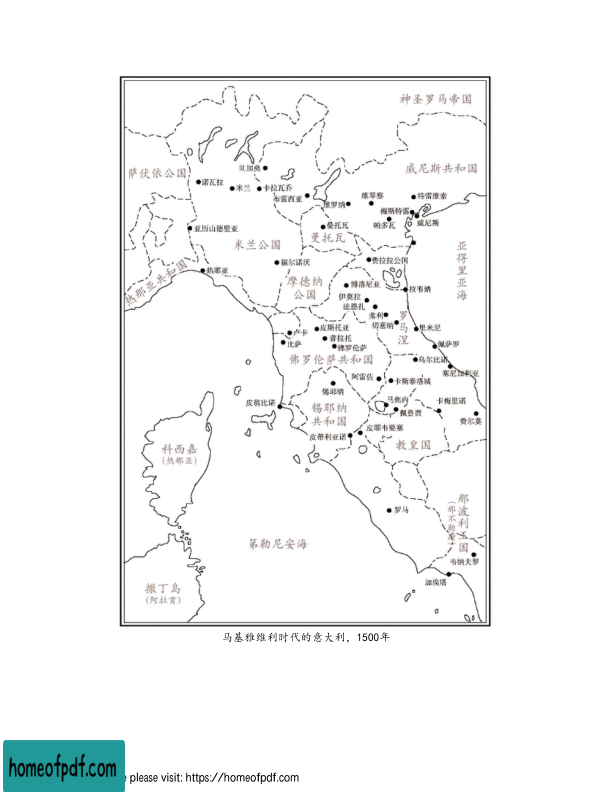 神圣罗马帝国
萨伏依公国
威尼斯共和国
贝加莫
诺瓦拉
米兰
卡拉瓦乔
布雷西亚
维罗纳
维琴察
特雷维索
梅斯特雷
威尼斯
帕多瓦
亚历山德里亚
米兰公国
曼托瓦
曼托瓦
亚得里亚海
福尔诺沃
费拉拉公国
热那亚共和国
热那亚
摩德纳
公国
博洛尼亚
拉韦纳
伊莫拉
法恩扎
弗利
切塞纳
罗马涅
里米尼
卢卡
皮斯托亚
普拉托
比萨
佛罗伦萨
佩萨罗
佛罗伦萨共和国
乌尔比诺
塞尼加利亚
阿雷佐
卡斯泰洛城
锡耶纳
皮翁比诺
锡耶纳
共和国
马焦内
佩鲁贾
卡梅里诺
费尔莫
皮蒂利亚诺
皮耶韦要塞
教皇国
科西嘉
(热那亚)
那波利王国
(那不勒斯)
罗马
第勒尼安海
韦纳夫罗
加埃塔
撒丁岛
(阿拉贡)
马基雅维利时代的意大利，1500年
homeofpdf.com
e please visit: https://homeofpdf.com